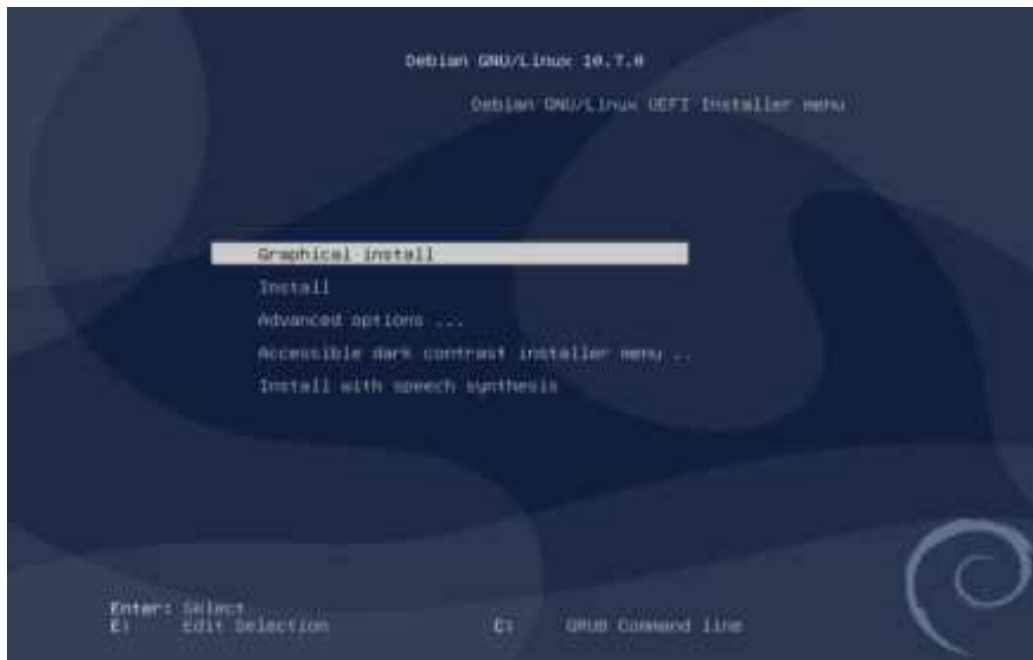 Debian GNU/Linux 10.7.0
Debian GNU/Linux UEFI Installer menu
Graphical install
Install
Advanced options ...
Accessible dark contrast installer menu ..
Install with speech synthesis
Enter: Select
E: Edit Selection C: GRUB Command line